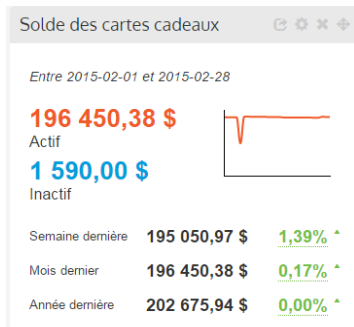 Solde des cartes cadeaux
Entre 2015-02-01 et 2015-02-28
196 450,38 $
Actif
1 590,00 $
Inactif
Semaine dernière 195 050,97 $ 1,39%
Mois dernier 196 450,38 $ 0,17%
Année dernière 202 675,94 $ 0,00%